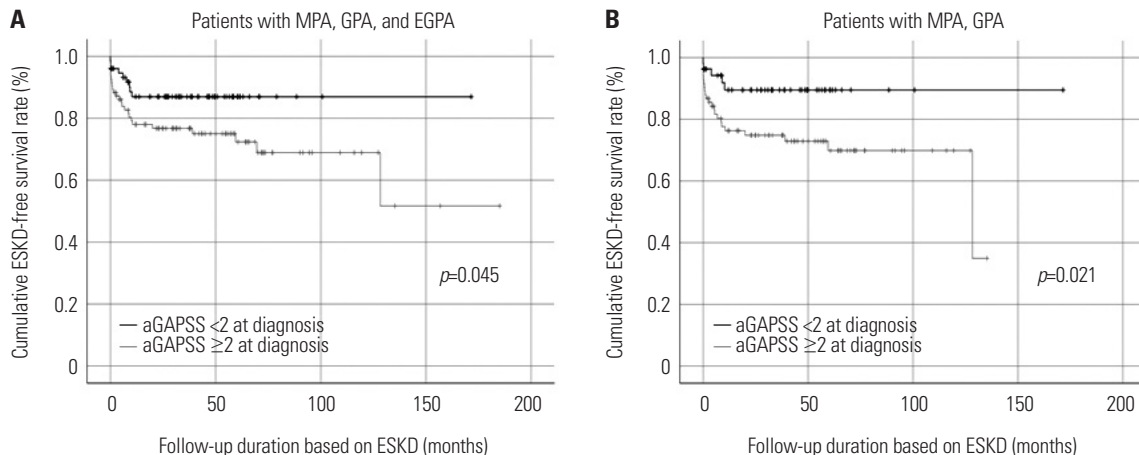 A
Patients with MPA, GPA, and EGPA
Cumulative ESKD-free survival rate (%)
1.0
0.8
0.6
0.4
0.2
0
p=0.045
aGAPSS <2 at diagnosis
aGAPSS ≥2 at diagnosis
0 50 100 150 200
Follow-up duration based on ESKD (months)
B
Patients with MPA, GPA
Cumulative ESKD-free survival rate (%)
1.0
0.8
0.6
0.4
0.2
0
p=0.021
aGAPSS <2 at diagnosis
aGAPSS ≥2 at diagnosis
0 50 100 150 200
Follow-up duration based on ESKD (months)